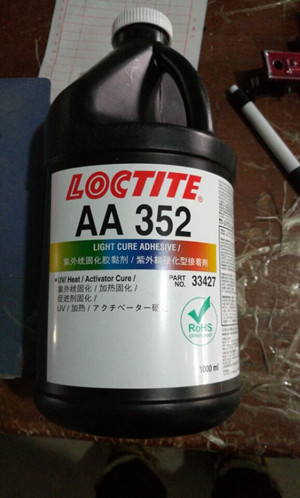 LOCTITE®
AA 352
LIGHT CURE ADHESIVE /
紫外线固化胶黏剂 / 紫外線硬化型接着剤
UV/ Heat / Activator Cure /
紫外线固化 / 加热固化 /
促进剂固化 /
UV / 加热 / アクチベーター硬化
PART NO. 33427
RoHS
COMPLIANT
1000 ml